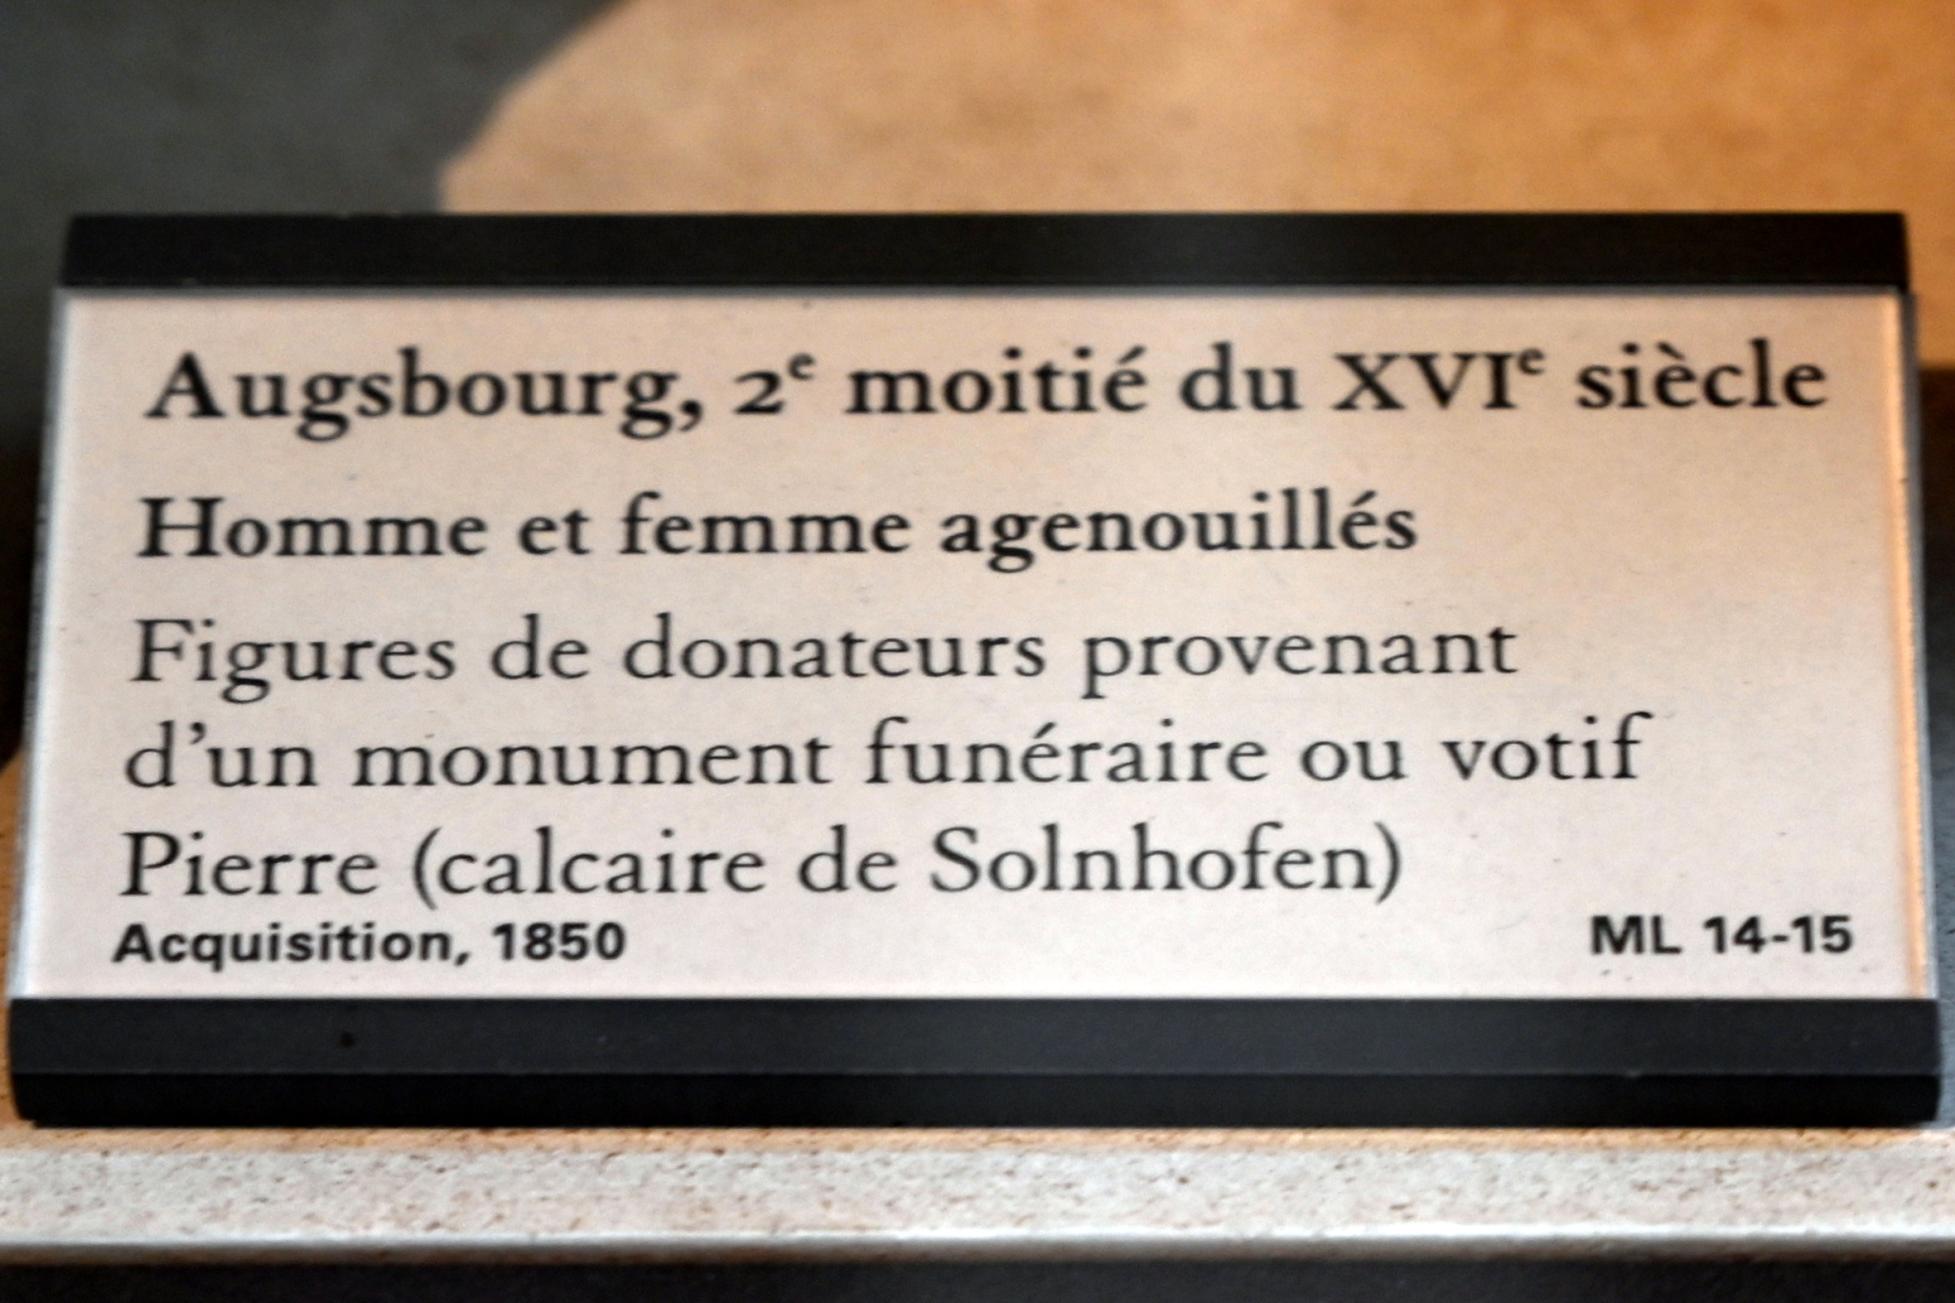 Augsbourg, 2ᵉ moitié du XVIᵉ siècle
Homme et femme agenouillés
Figures de donateurs provenant
d’un monument funéraire ou votif
Pierre (calcaire de Solnhofen)
Acquisition, 1850 ML 14-15